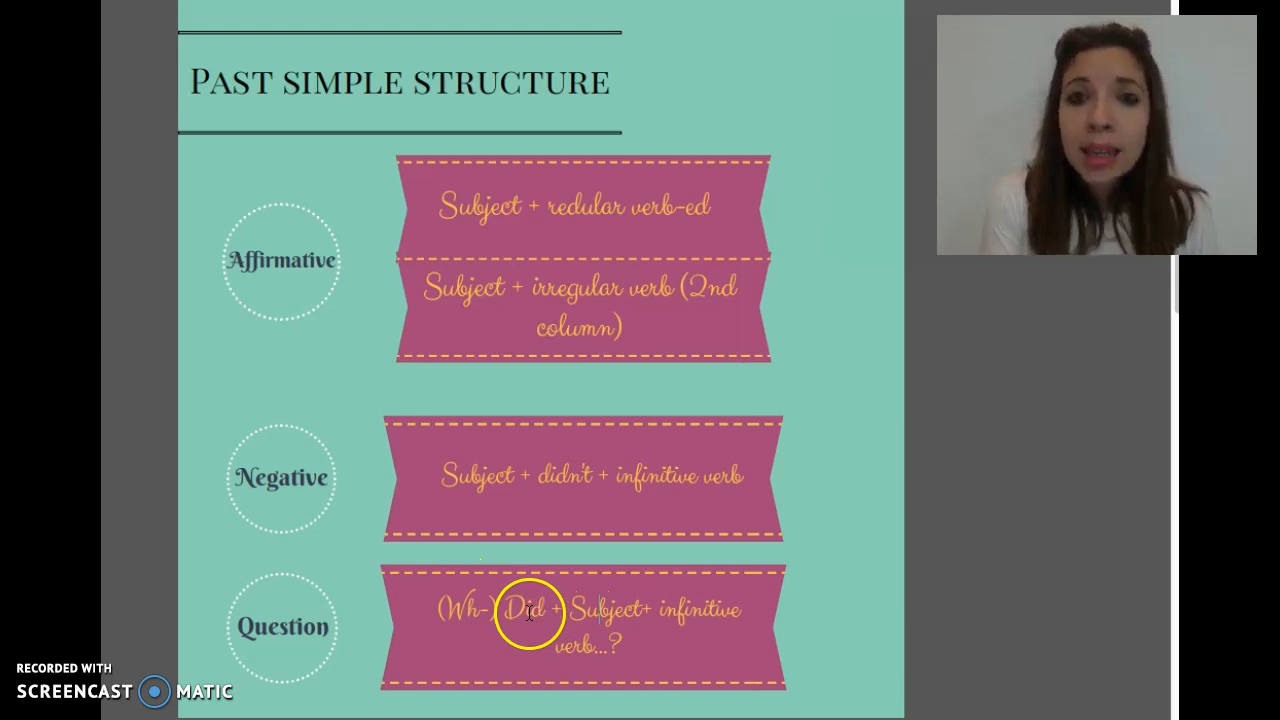 Past simple structure
Affirmative
Subject + redular verb-ed
Subject + irregular verb (2nd
column)
Negative
Subject + didn't + infinitive verb
Question
(Wh-) Did + Subject+ infinitive
verb...?
RECORDED WITH
SCREENCAST MATIC